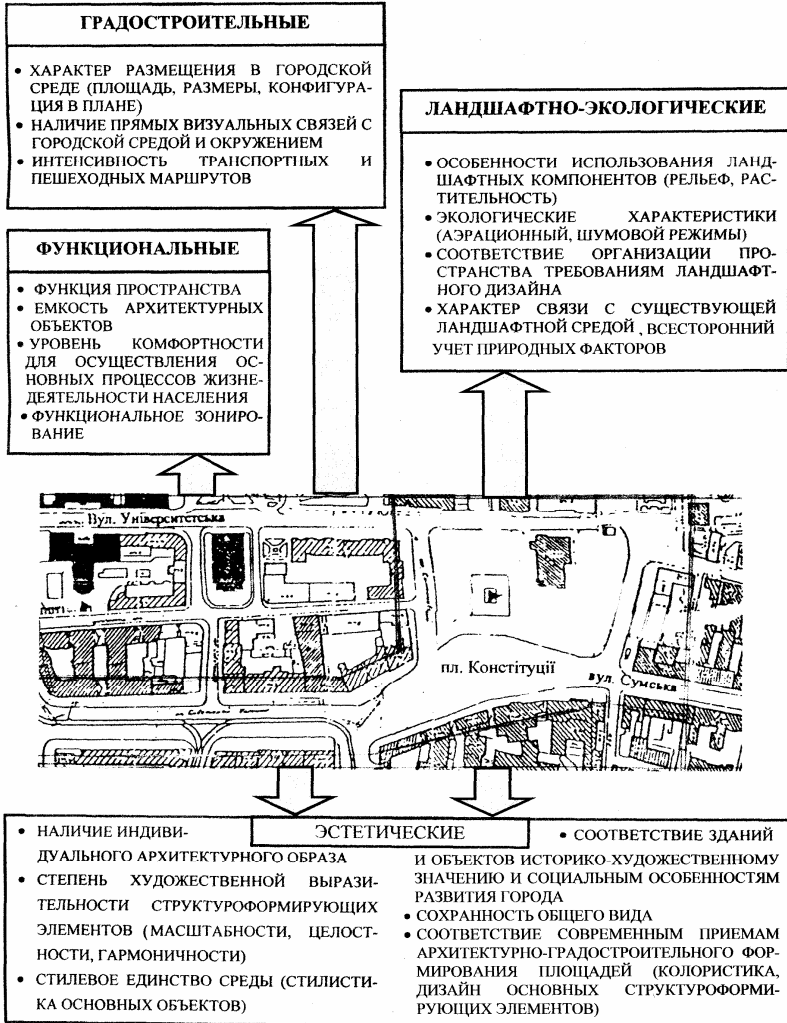 ГРАДОСТРОИТЕЛЬНЫЕ
• ХАРАКТЕР РАЗМЕЩЕНИЯ В ГОРОДСКОЙ
СРЕДЕ (ПЛОЩАДЬ, РАЗМЕРЫ, КОНФИГУРА-
ЦИЯ В ПЛАНЕ)
• НАЛИЧИЕ ПРЯМЫХ ВИЗУАЛЬНЫХ СВЯЗЕЙ С
ГОРОДСКОЙ СРЕДОЙ И ОКРУЖЕНИЕМ
• ИНТЕНСИВНОСТЬ ТРАНСПОРТНЫХ И
ПЕШЕХОДНЫХ МАРШРУТОВ
ЛАНДШАФТНО-ЭКОЛОГИЧЕСКИЕ
• ОСОБЕННОСТИ ИСПОЛЬЗОВАНИЯ ЛАНД-
ШАФТНЫХ КОМПОНЕНТОВ (РЕЛЬЕФ, РАС-
ТИТЕЛЬНОСТЬ)
• ЭКОЛОГИЧЕСКИЕ ХАРАКТЕРИСТИКИ
(АЭРАЦИОННЫЙ, ШУМОВОЙ РЕЖИМЫ)
• СООТВЕТСТВИЕ ОРГАНИЗАЦИИ ПРО-
СТРАНСТВА ТРЕБОВАНИЯМ ЛАНДШАФТ-
НОГО ДИЗАЙНА
• ХАРАКТЕР СВЯЗИ С СУЩЕСТВУЮЩЕЙ
ЛАНДШАФТНОЙ СРЕДОЙ , ВСЕСТОРОННИЙ
УЧЕТ ПРИРОДНЫХ ФАКТОРОВ
ФУНКЦИОНАЛЬНЫЕ
• ФУНКЦИЯ ПРОСТРАНСТВА
• ЕМКОСТЬ АРХИТЕКТУРНЫХ
ОБЪЕКТОВ
• УРОВЕНЬ КОМФОРТНОСТИ
ДЛЯ ОСУЩЕСТВЛЕНИЯ ОС-
НОВНЫХ ПРОЦЕССОВ ЖИЗНЕ-
ДЕЯТЕЛЬНОСТИ НАСЕЛЕНИЯ
• ФУНКЦИОНАЛЬНОЕ ЗОНИРО-
ВАНИЕ
Вул. Університетська
пл. Констітуції
вул. Сумська
ЭСТЕТИЧЕСКИЕ
• НАЛИЧИЕ ИНДИВИ-
ДУАЛЬНОГО АРХИТЕКТУРНОГО ОБРАЗА
• СТЕПЕНЬ ХУДОЖЕСТВЕННОЙ ВЫРАЗИ-
ТЕЛЬНОСТИ СТРУКТУРОФОРМИРУЮЩИХ
ЭЛЕМЕНТОВ (МАСШТАБНОСТИ, ЦЕЛОСТ-
НОСТИ, ГАРМОНИЧНОСТИ)
• СТИЛЕВОЕ ЕДИНСТВО СРЕДЫ (СТИЛИСТИ-
КА ОСНОВНЫХ ОБЪЕКТОВ)
• СООТВЕТСТВИЕ ЗДАНИЙ
И ОБЪЕКТОВ ИСТОРИКО-ХУДОЖЕСТВЕННОМУ
ЗНАЧЕНИЮ И СОЦИАЛЬНЫМ ОСОБЕННОСТЯМ
РАЗВИТИЯ ГОРОДА
• СОХРАННОСТЬ ОБЩЕГО ВИДА
• СООТВЕТСТВИЕ СОВРЕМЕННЫМ ПРИЕМАМ
АРХИТЕКТУРНО-ГРАДОСТРОИТЕЛЬНОГО ФОР-
МИРОВАНИЯ ПЛОЩАДЕЙ (КОЛОРИСТИКА,
ДИЗАЙН ОСНОВНЫХ СТРУКТУРОФОРМИ-
РУЮЩИХ ЭЛЕМЕНТОВ)